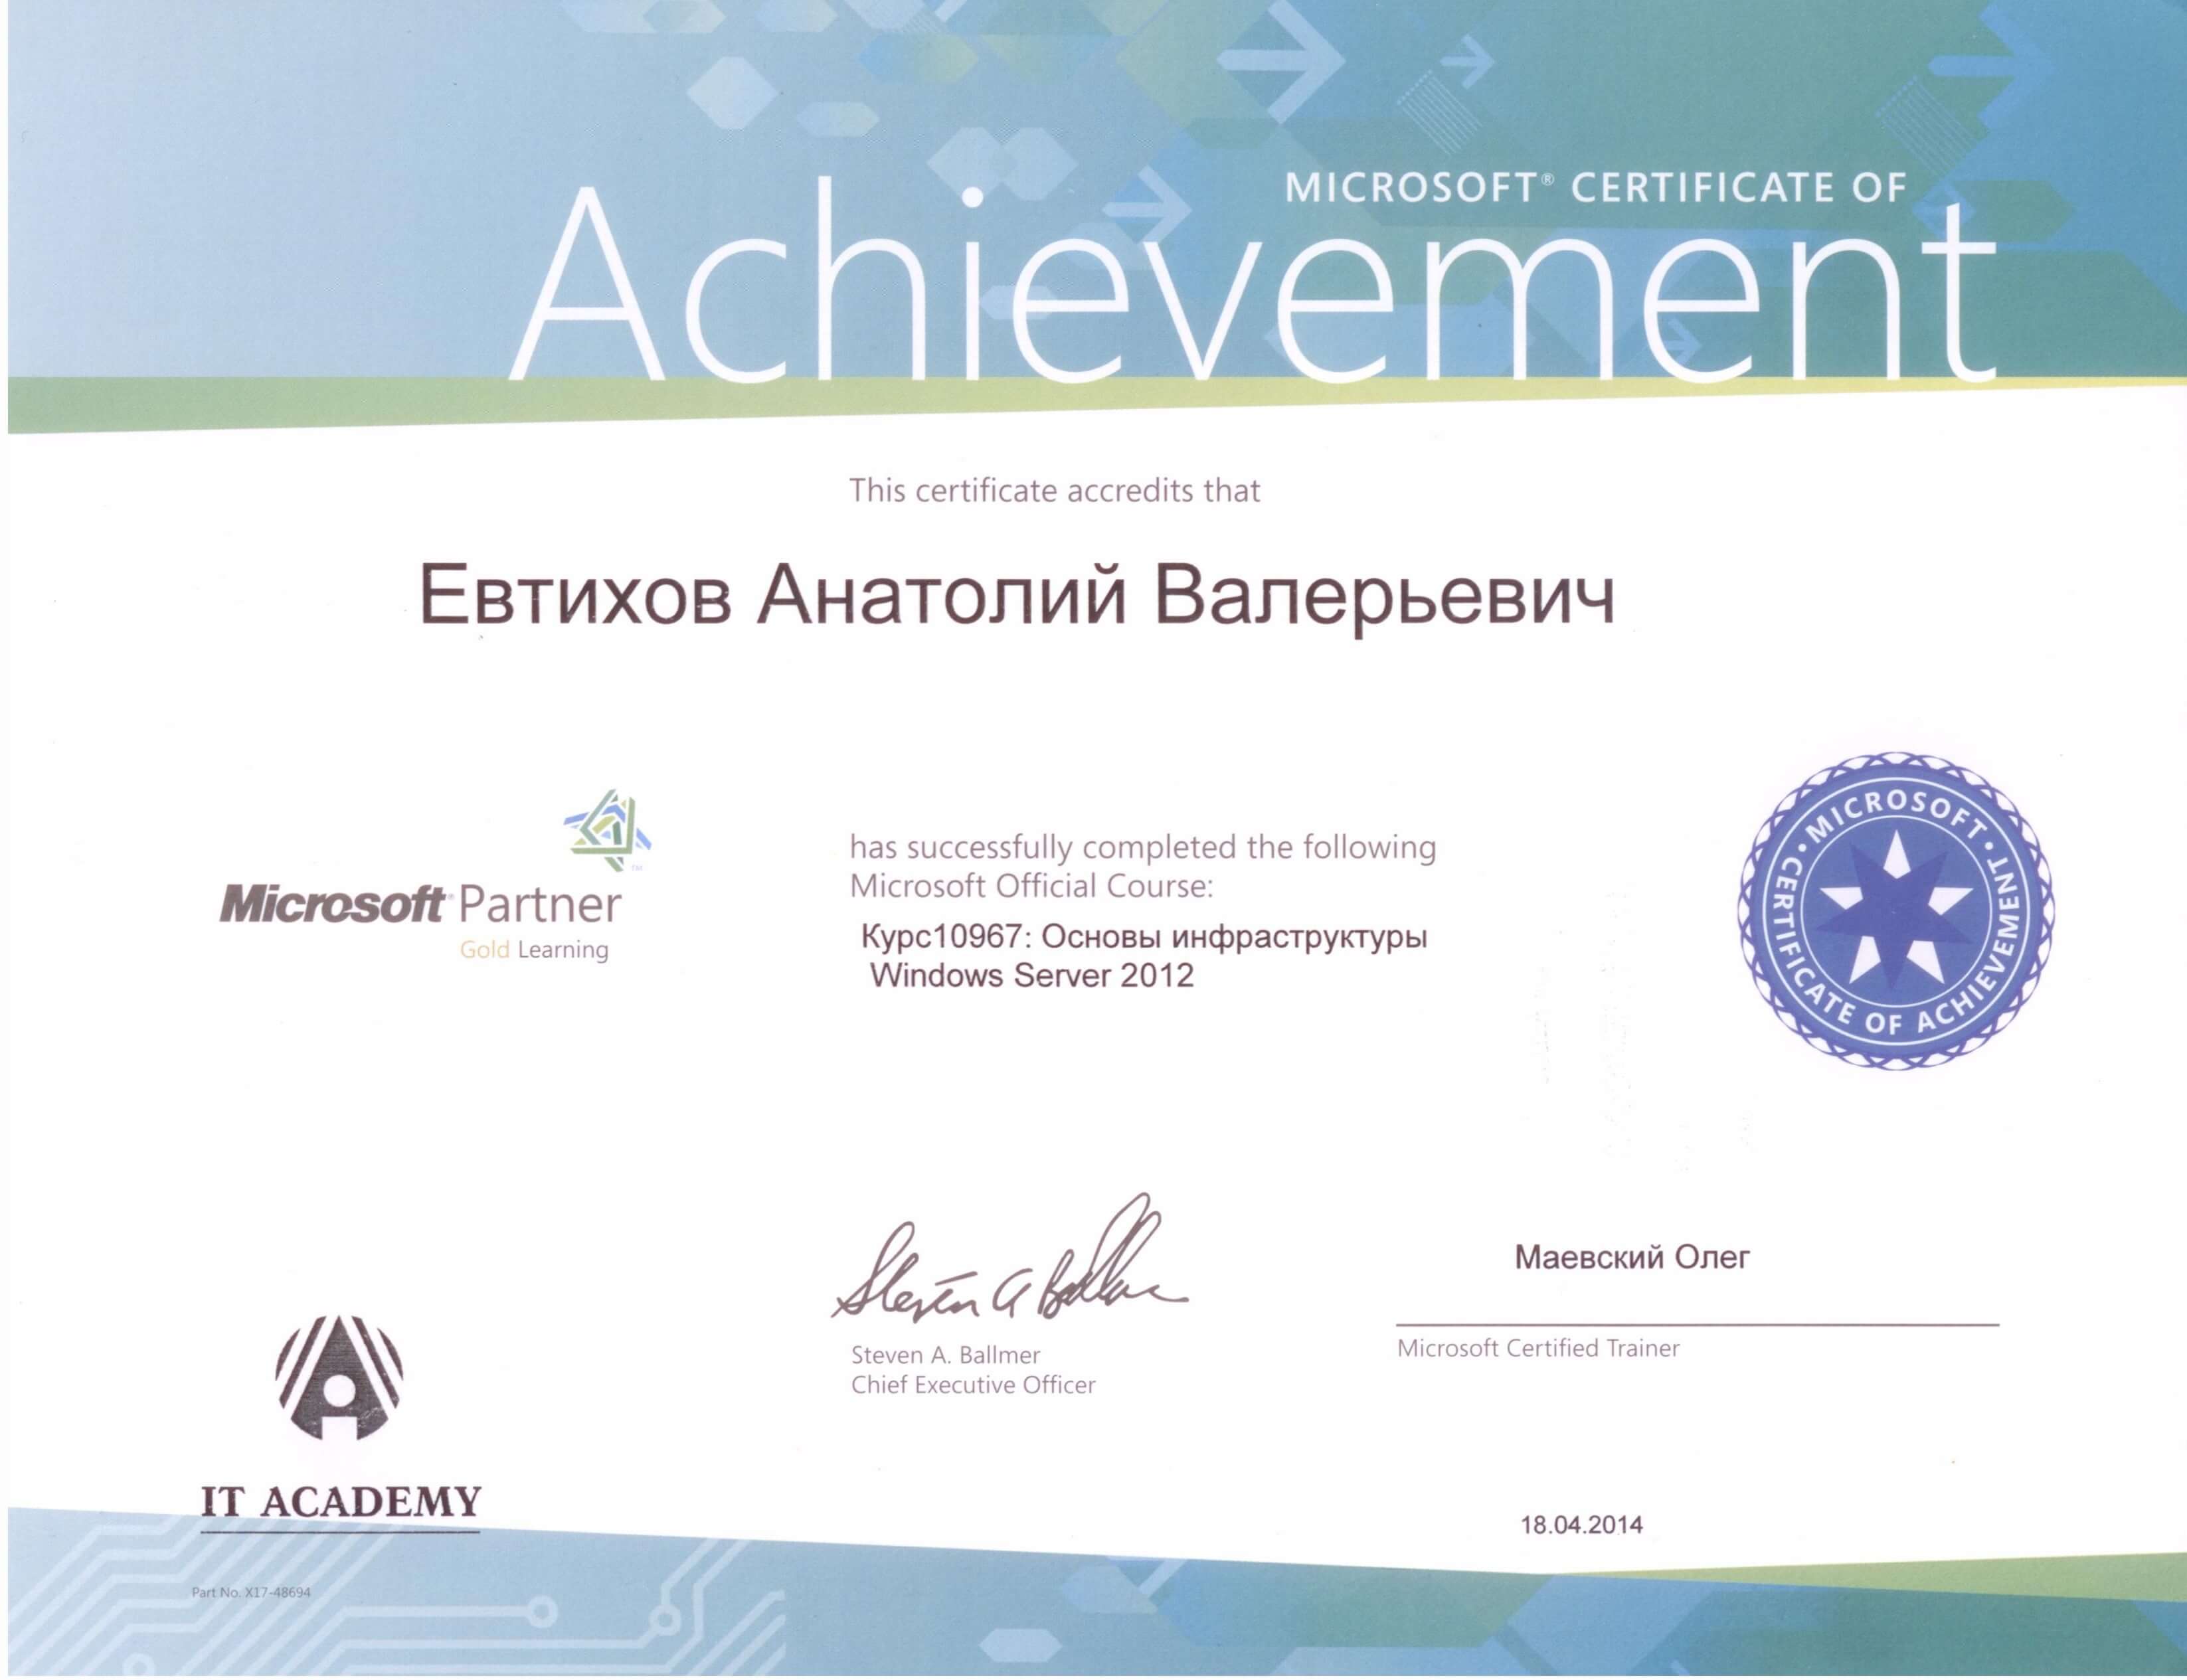 MICROSOFT® CERTIFICATE OF
Achievement
This certificate accredits that
Евтихов Анатолий Валерьевич
Microsoft® Partner
Gold Learning
has successfully completed the following
Microsoft Official Course:
Курс10967: Основы инфраструктуры
Windows Server 2012
• MICROSOFT •
CERTIFICATE OF ACHIEVEMENT
Steven A Ballmer
Steven A. Ballmer
Chief Executive Officer
Маевский Олег
Microsoft Certified Trainer
IT ACADEMY
18.04.2014
Part No. X17-48694